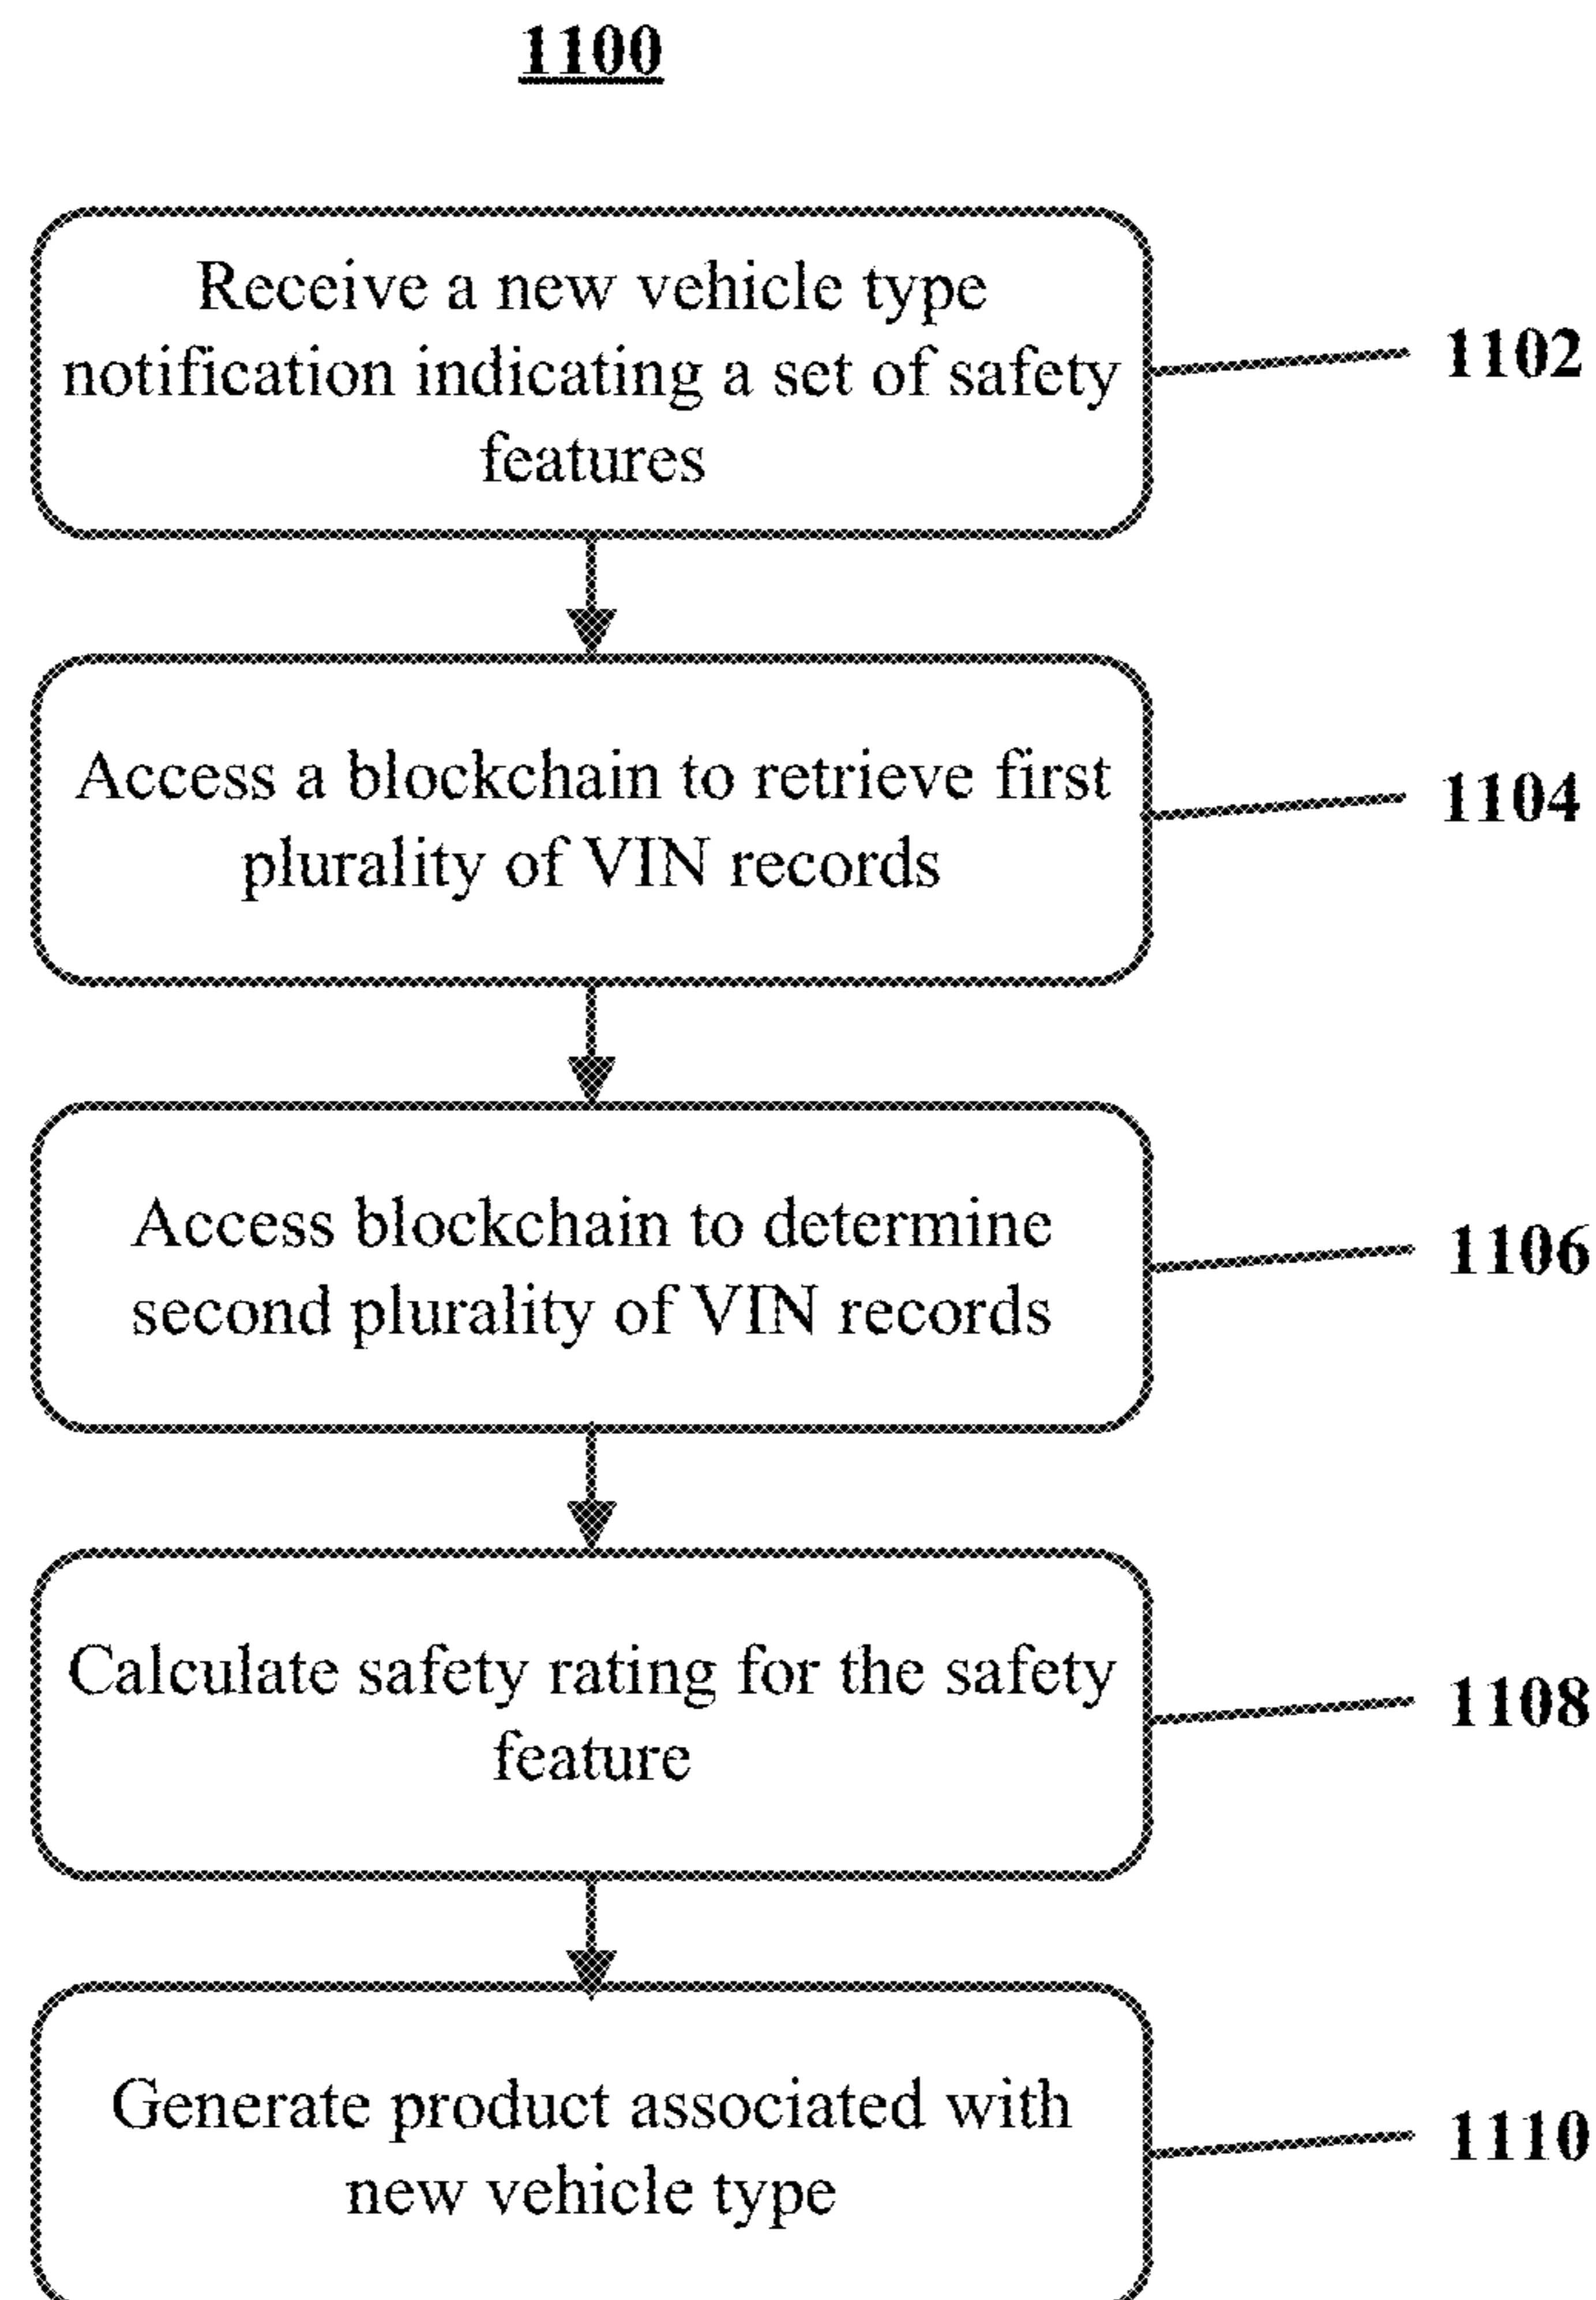 1100
Receive a new vehicle type
notification indicating a set of safety
features
1102
Access a blockchain to retrieve first
plurality of VIN records
1104
Access blockchain to determine
second plurality of VIN records
1106
Calculate safety rating for the safety
feature
1108
Generate product associated with
new vehicle type
1110